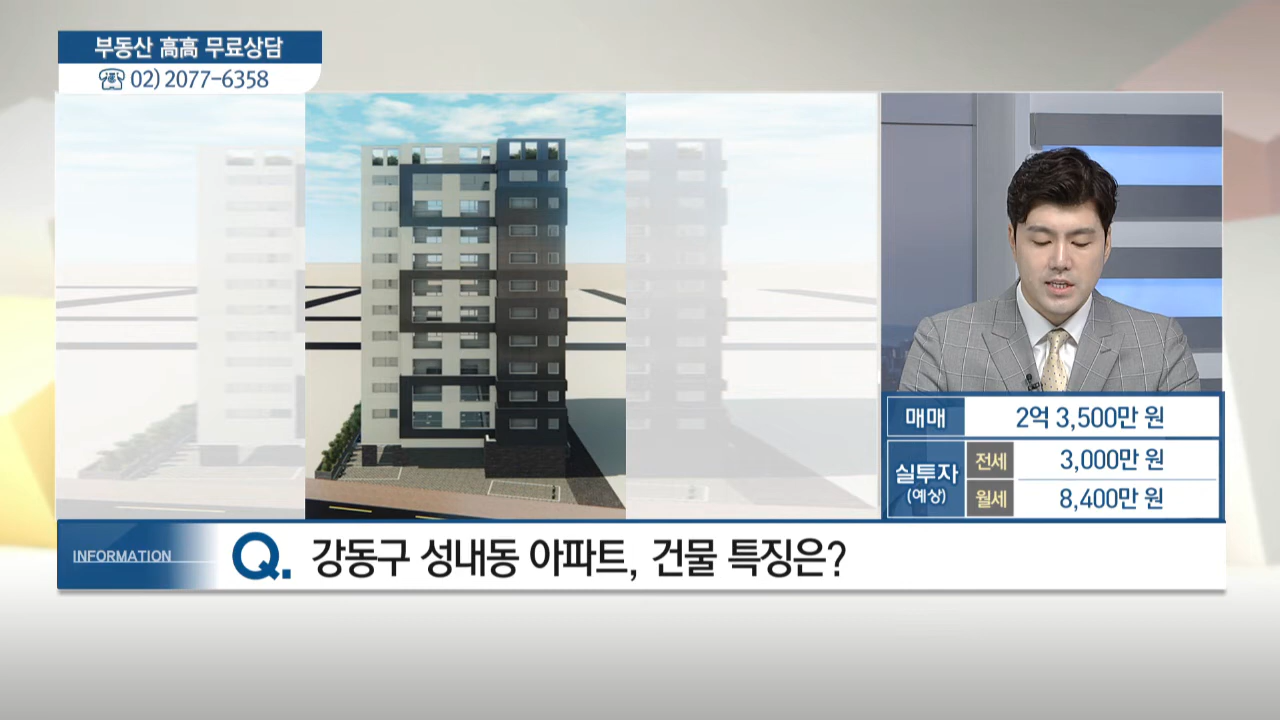 부동산 高高 무료상담
☎ 02) 2077-6358
매매 2억 3,500만 원
실투자 (예상)
전세 3,000만 원
월세 8,400만 원
INFORMATION
Q. 강동구 성내동 아파트, 건물 특징은?